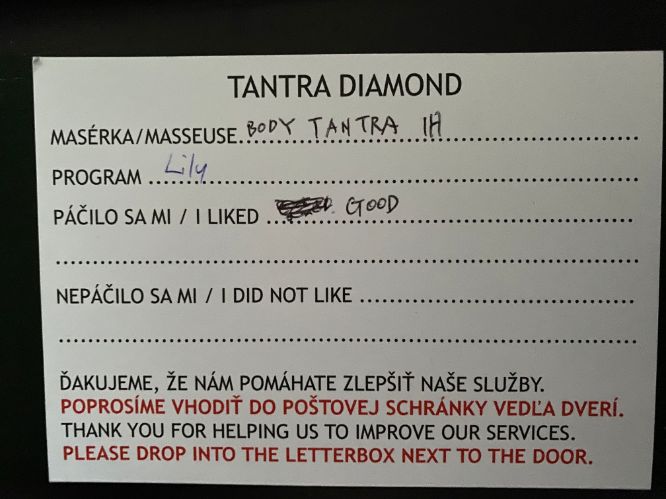 TANTRA DIAMOND
MASÉRKA/MASSEUSE BODY TANTRA 1H
PROGRAM Lily
PÁČILO SA MI / I LIKED GOOD
NEPÁČILO SA MI / I DID NOT LIKE
ĎAKUJEME, ŽE NÁM POMÁHATE ZLEPŠIŤ NAŠE SLUŽBY.
POPROSÍME VHODIŤ DO POŠTOVEJ SCHRÁNKY VEDĽA DVERÍ.
THANK YOU FOR HELPING US TO IMPROVE OUR SERVICES.
PLEASE DROP INTO THE LETTERBOX NEXT TO THE DOOR.